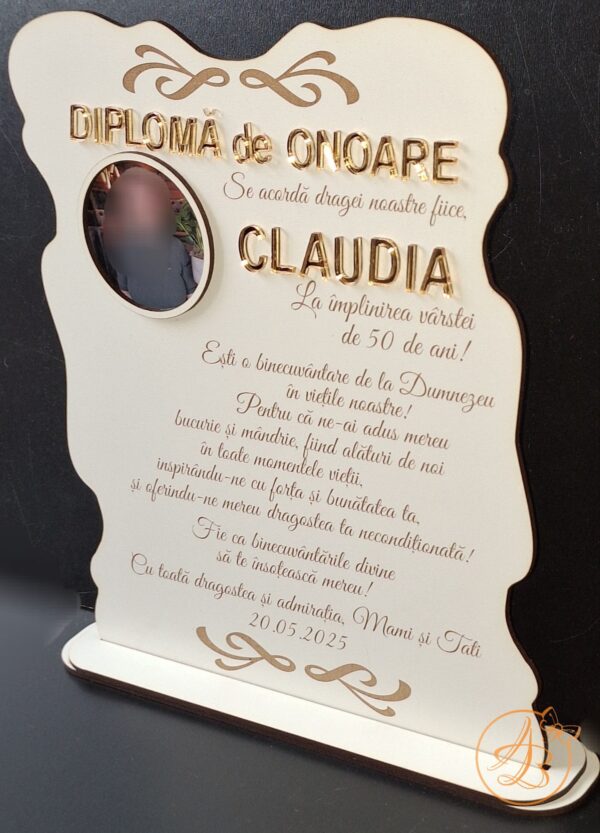 DIPLOMĂ de ONOARE
Se acordă dragei noastre fiice,
CLAUDIA
La împlinirea vârstei
de 50 de ani!
Ești o binecuvântare de la Dumnezeu
în viețile noastre!
Pentru că ne-ai adus mereu
bucurie și mândrie, fiind alături de noi
în toate momentele vieții,
inspirându-ne cu forța și bunătatea ta,
și oferindu-ne mereu dragostea ta necondiționată!
Fie ca binecuvântările divine
să te însoțească mereu!
Cu toată dragostea și admirația, Mami și Tati
20.05.2025